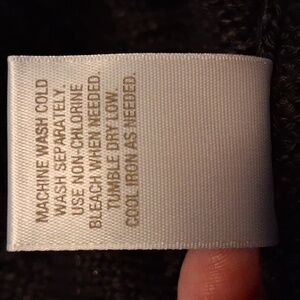 MACHINE WASH COLD
WASH SEPARATELY.
USE NON-CHLORINE
BLEACH WHEN NEEDED.
TUMBLE DRY LOW.
COOL IRON AS NEEDED.